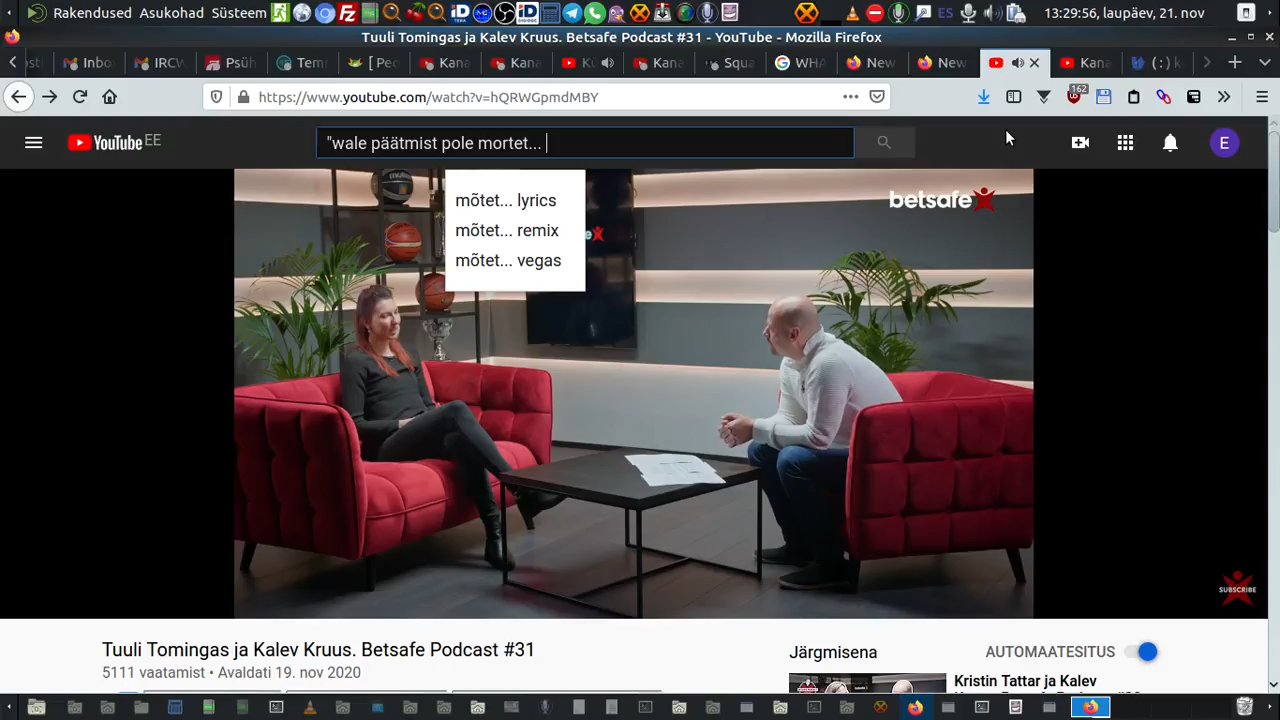 Rakendused Asukohad Süsteem ES 13:29:56, laupäev, 21. nov
Tuuli Tomingas ja Kalev Kruus. Betsafe Podcast #31 - YouTube - Mozilla Firefox
Inbo IRCW Psüh Tem [ Pec Kana Kana Kü Kana Squa WHA New New Kana ( : ) k
https://www.youtube.com/watch?v=hQRWGpmdMBY 162
YouTube EE "wale päätmist pole mortet... E
mõtet... lyrics
mõtet... remix
mõtet... vegas
betsafe
SUBSCRIBE
Tuuli Tomingas ja Kalev Kruus. Betsafe Podcast #31
5111 vaatamist • Avaldati 19. nov 2020
Järgmisena AUTOMAATESITUS
Kristin Tattar ja Kalev